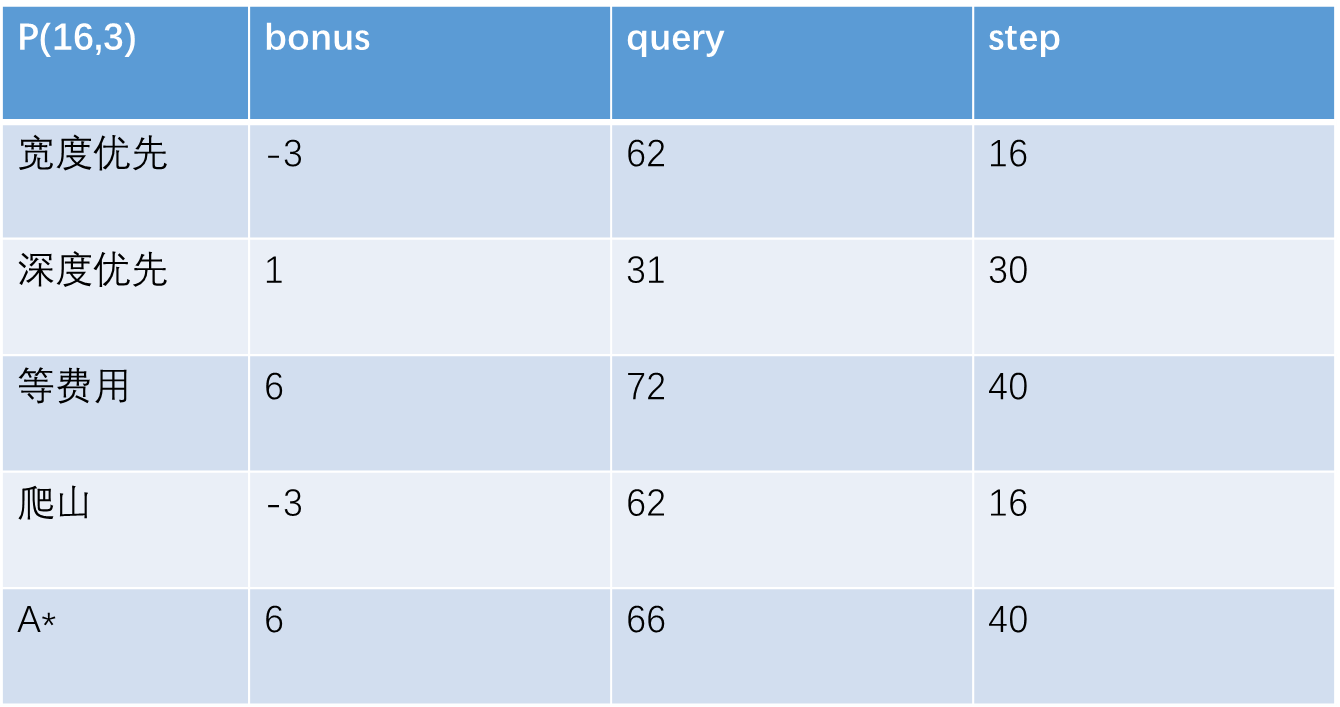 P(16,3) bonus query step
宽度优先 -3 62 16
深度优先 1 31 30
等费用 6 72 40
爬山 -3 62 16
A* 6 66 40